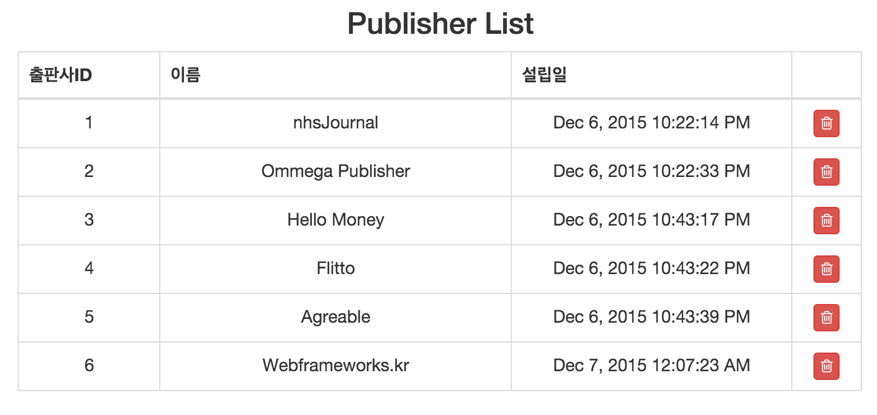 Publisher List
출판사ID 이름 설립일
1 nhsJournal Dec 6, 2015 10:22:14 PM
2 Ommega Publisher Dec 6, 2015 10:22:33 PM
3 Hello Money Dec 6, 2015 10:43:17 PM
4 Flitto Dec 6, 2015 10:43:22 PM
5 Agreable Dec 6, 2015 10:43:39 PM
6 Webframeworks.kr Dec 7, 2015 12:07:23 AM